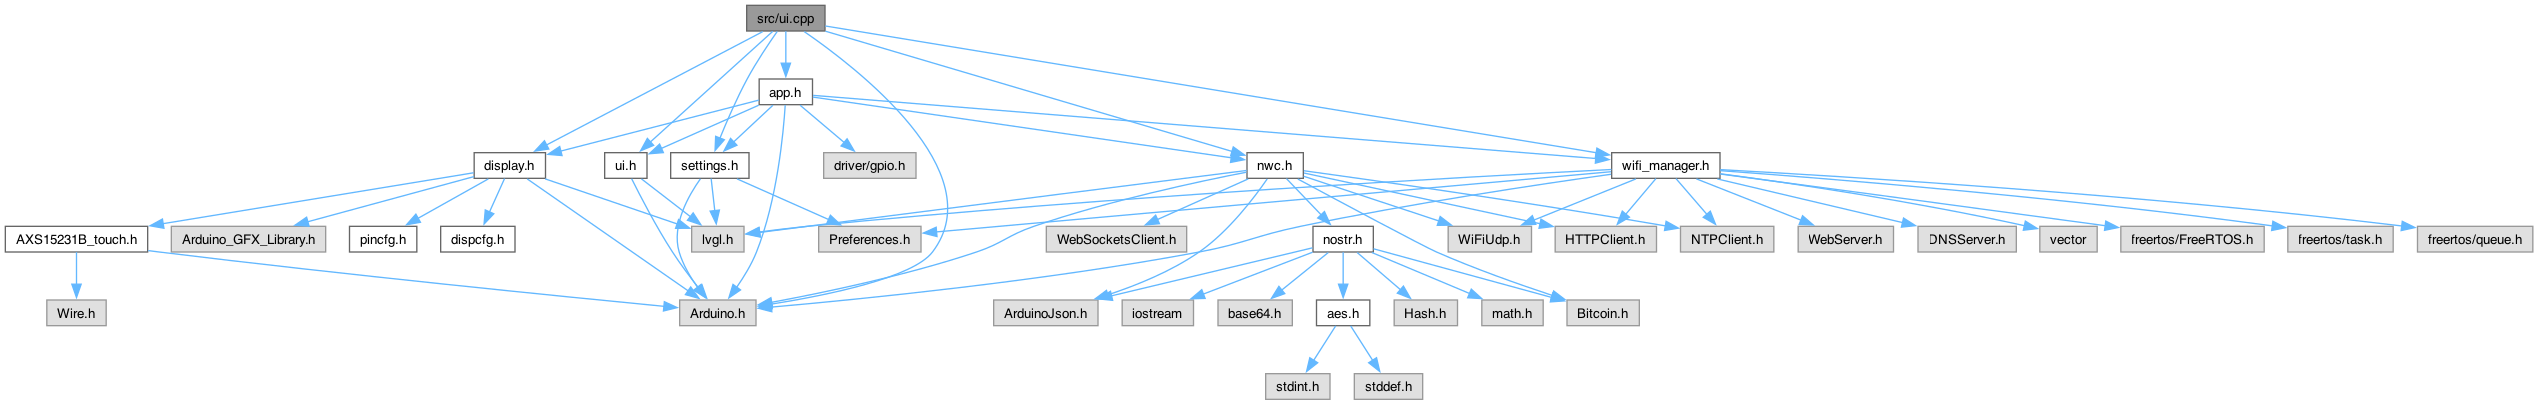 src/ui.cpp
app.h
display.h
ui.h
settings.h
driver/gpio.h
nwc.h
wifi_manager.h
AXS15231B_touch.h
Arduino_GFX_Library.h
pincfg.h
dispcfg.h
lvgl.h
Preferences.h
WebSocketsClient.h
nostr.h
WiFiUdp.h
HTTPClient.h
NTPClient.h
WebServer.h
DNSServer.h
vector
freertos/FreeRTOS.h
freertos/task.h
freertos/queue.h
Wire.h
Arduino.h
ArduinoJson.h
iostream
base64.h
aes.h
Hash.h
math.h
Bitcoin.h
stdint.h
stddef.h